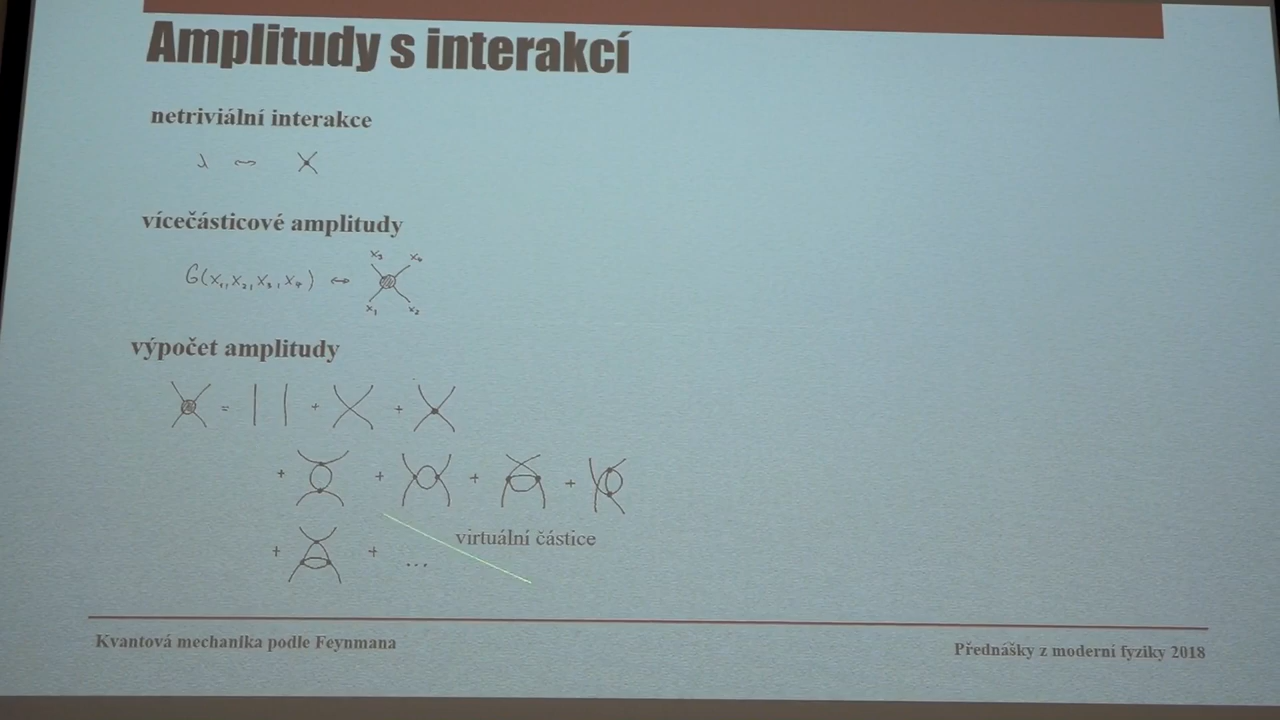 Amplitudy s interakcí
netriviální interakce
λ ↔
vícečásticové amplitudy
x₃ x₄
G(x₁, x₂, x₃, x₄) ↔
x₁ x₂
výpočet amplitudy
= + +
+ + + +
+ + ...
virtuální částice
Kvantová mechanika podle Feynmana
Přednášky z moderní fyziky 2018